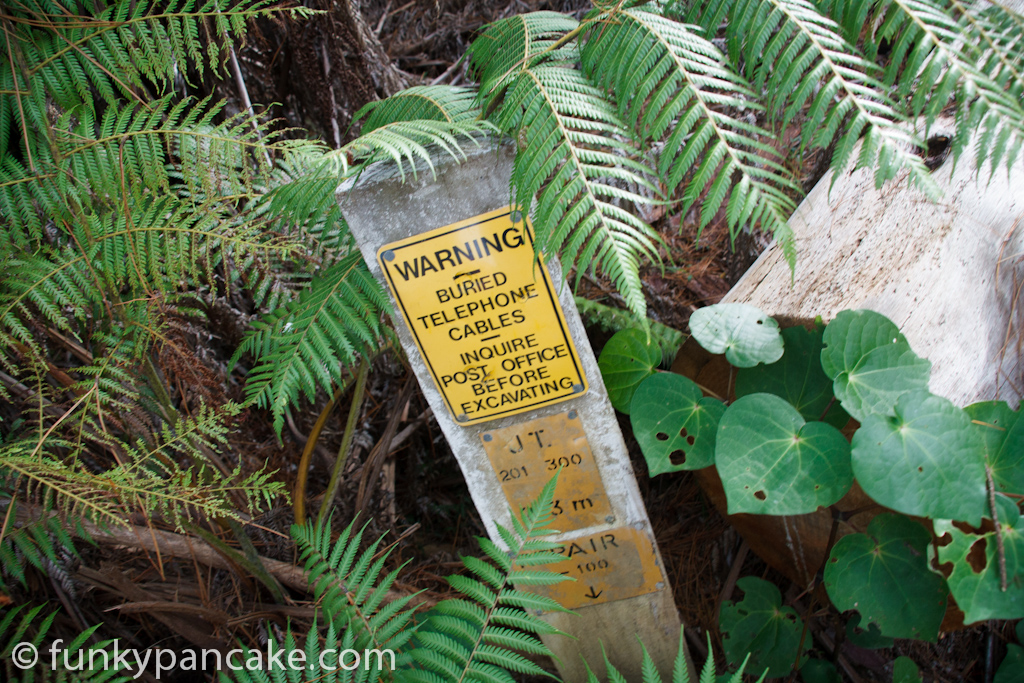 WARNING
BURIED
TELEPHONE
CABLES
INQUIRE
POST OFFICE
BEFORE
EXCAVATING
J T.
201 300
3 m
PAIR
100
© funkypancake.com